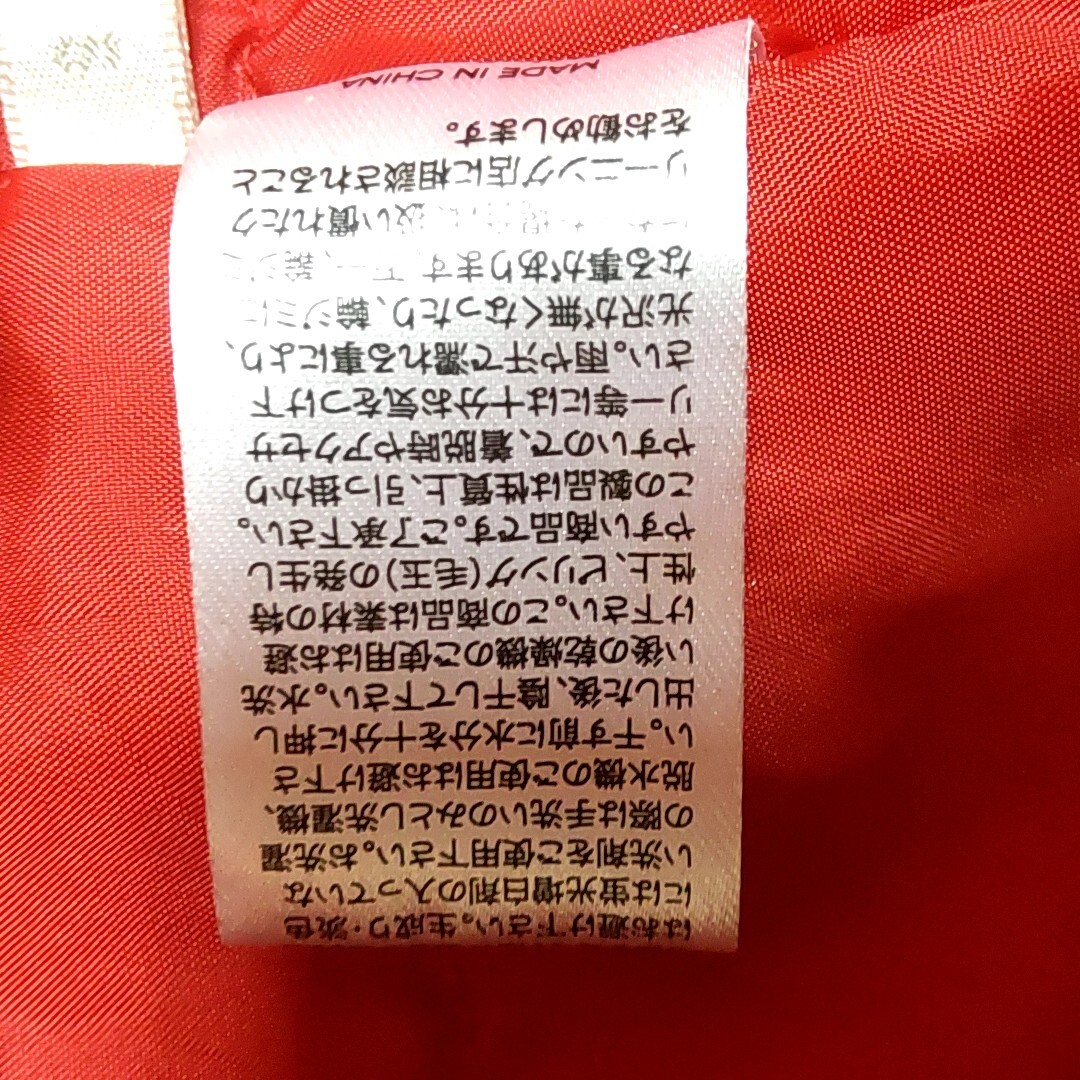 はお避け下さい。生成り・淡色
には蛍光増白剤の入っていな
い洗剤をご使用下さい。お洗濯
の際は手洗いのみとし洗濯機、
脱水機のご使用はお避け下さ
い。干す前に水分を十分に押し
出した後、陰干しして下さい。水洗
い後の乾燥機のご使用はお避
け下さい。この商品は素材の特
性上、ピリング(毛玉)の発生し
やすい商品です。ご了承下さい。
この製品は性質上、引っ掛かり
やすいので、着脱時やアクセサ
リー等には十分お気をつけ下
さい。雨や汗で濡れる事により、
光沢が無くなったり、輪ジミに
なる事があります。
扱い慣れたク
リーニング店に相談されること
をお勧めします。
MADE IN CHINA